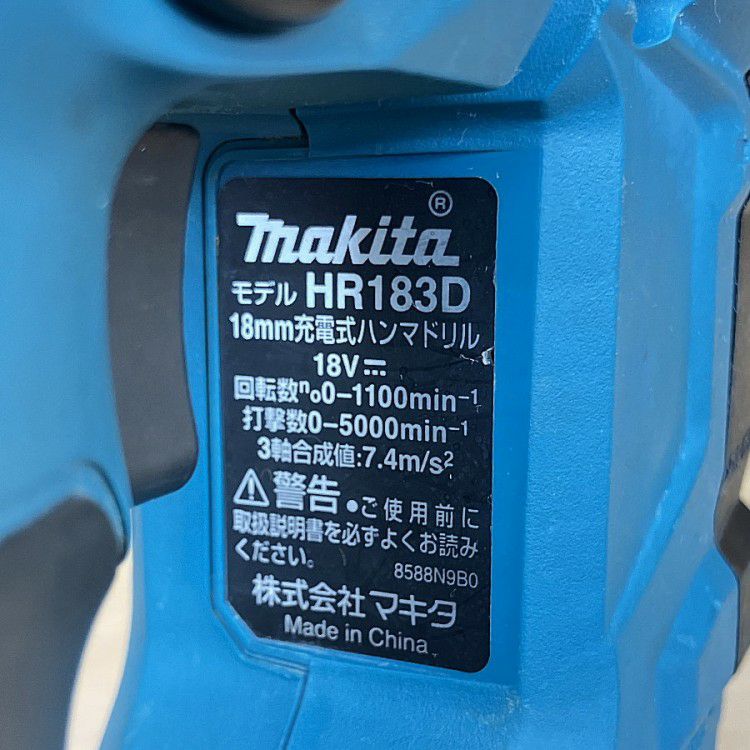 makita®
モデル HR183D
18mm充電式ハンマドリル
18V⎓
回転数n₀0-1100min⁻¹
打撃数0-5000min⁻¹
3軸合成値:7.4m/s²
⚠警告 ●ご使用前に
取扱説明書を必ずよくお読み
ください。
8588N9B0
株式会社マキタ
Made in China